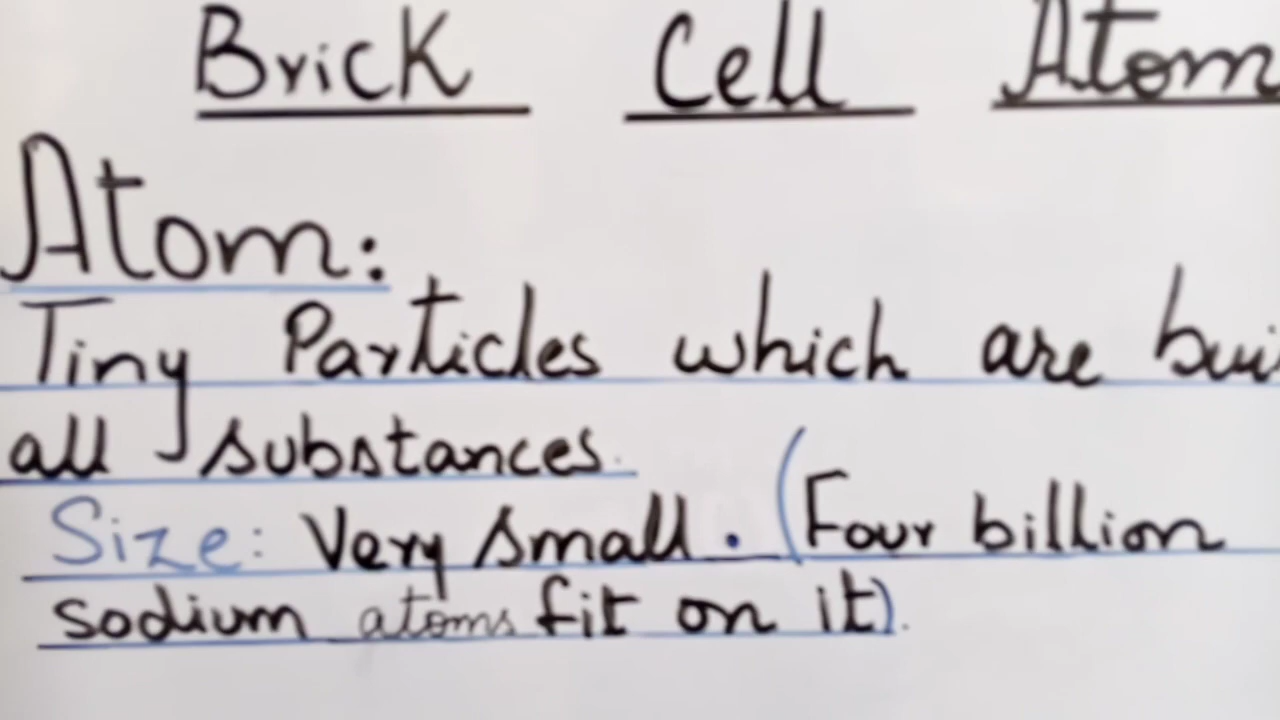 Brick Cell Atom
Atom:
Tiny Particles which are bui
all substances.
Size: Very small. (Four billion
sodium atoms fit on it).